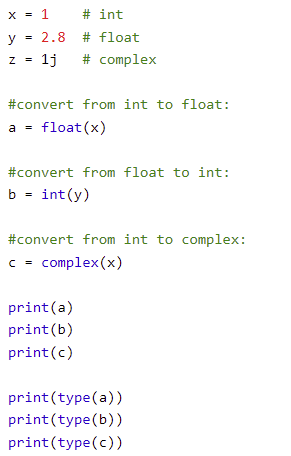 x = 1    # int
y = 2.8  # float
z = 1j   # complex
#convert from int to float:
a = float(x)
#convert from float to int:
b = int(y)
#convert from int to complex:
c = complex(x)
print(a)
print(b)
print(c)
print(type(a))
print(type(b))
print(type(c))